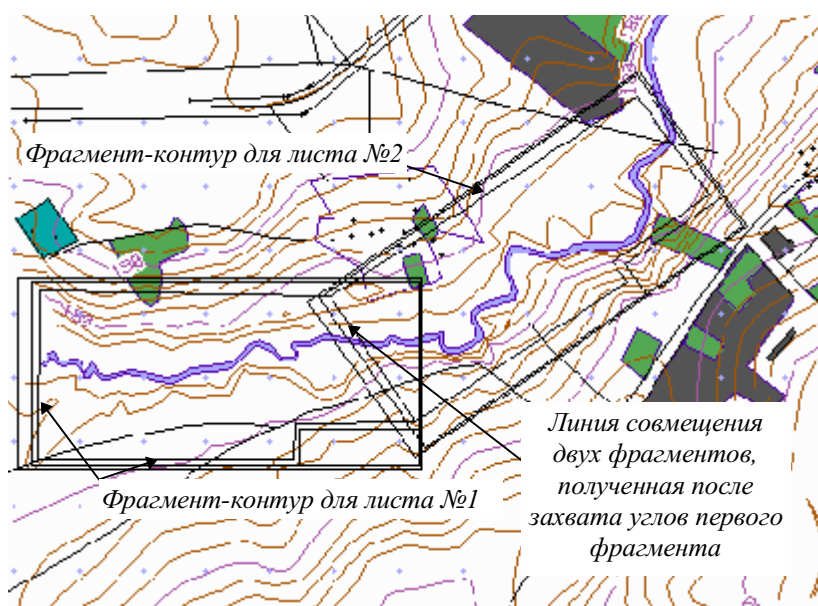 Фрагмент-контур для листа №2
Фрагмент-контур для листа №1
Линия совмещения
двух фрагментов,
полученная после
захвата углов первого
фрагмента